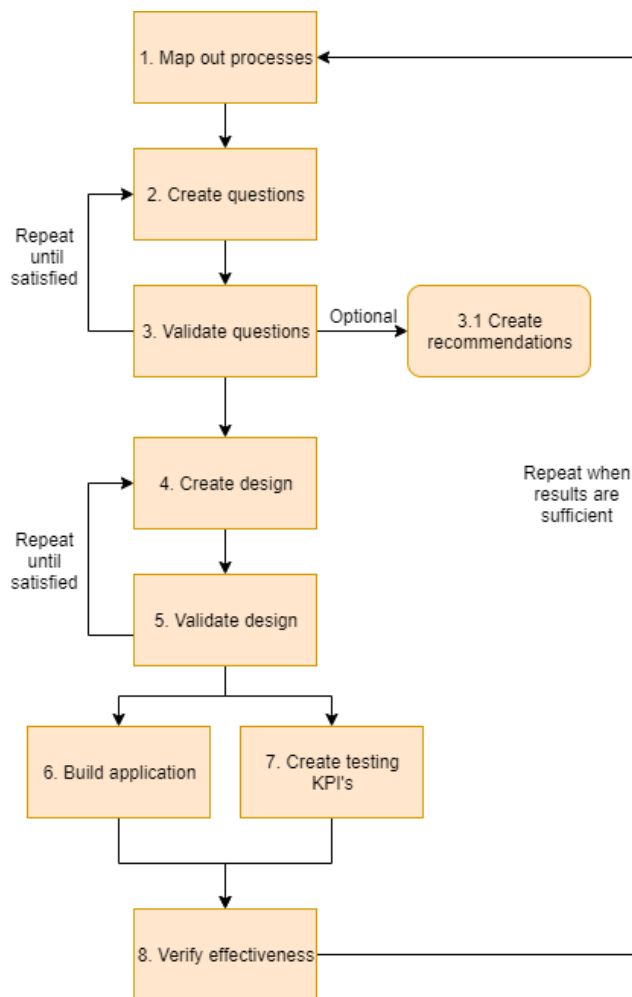 1. Map out processes
2. Create questions
Repeat
until
satisfied
3. Validate questions
Optional
3.1 Create
recommendations
4. Create design
Repeat when
results are
sufficient
Repeat
until
satisfied
5. Validate design
6. Build application
7. Create testing
KPI's
8. Verify effectiveness